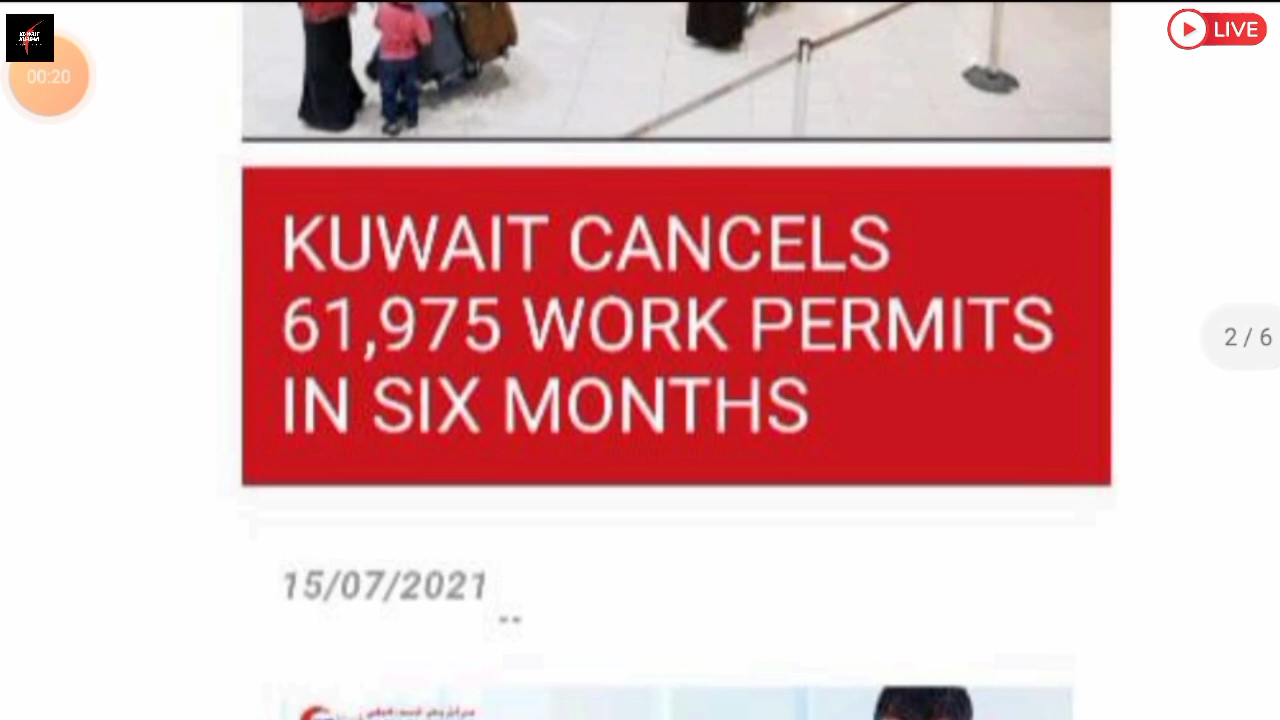 00:20
LIVE
KUWAIT CANCELS
61,975 WORK PERMITS
IN SIX MONTHS
2 / 6
15/07/2021
--